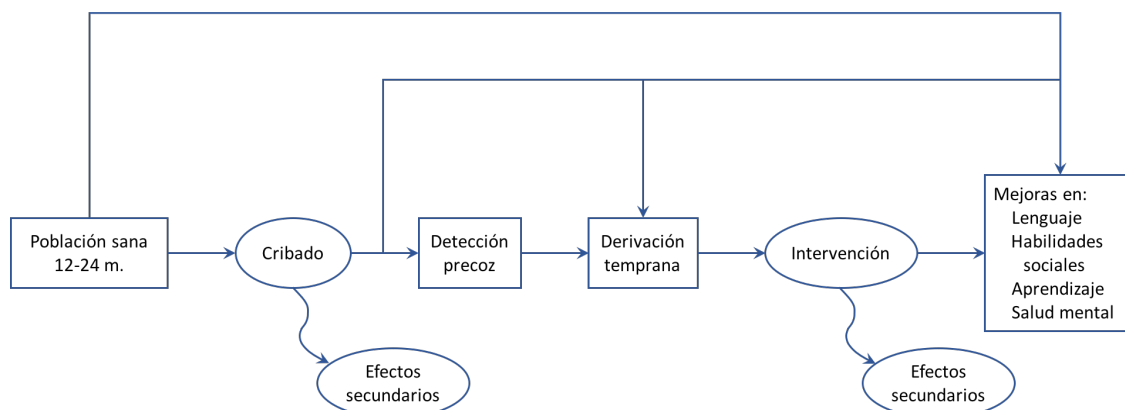 Población sana
12-24 m.
Cribado
Detección
precoz
Derivación
temprana
Intervención
Mejoras en:
Lenguaje
Habilidades
sociales
Aprendizaje
Salud mental
Efectos
secundarios
Efectos
secundarios